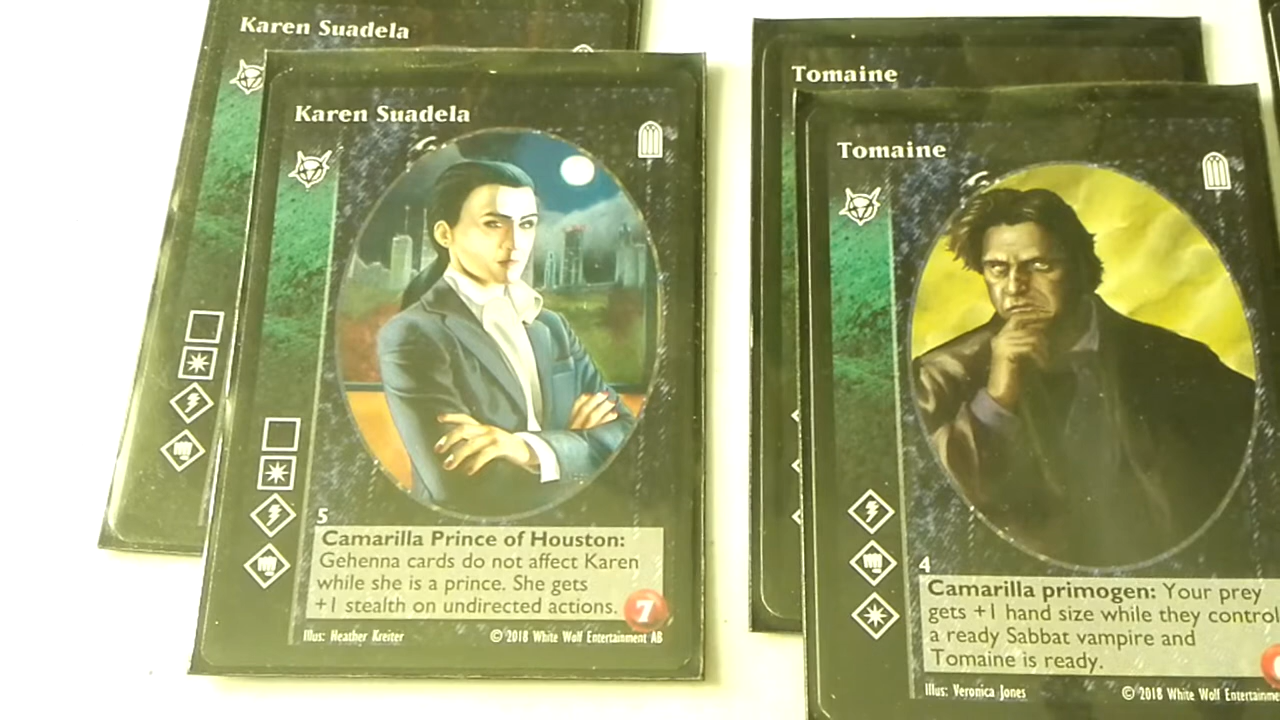 Karen Suadela
Karen Suadela
5
Camarilla Prince of Houston:
Gehenna cards do not affect Karen
while she is a prince. She gets
+1 stealth on undirected actions.
7
Illus: Heather Kreiter
© 2018 White Wolf Entertainment AB
Tomaine
Tomaine
4
Camarilla primogen: Your prey
gets +1 hand size while they control
a ready Sabbat vampire and
Tomaine is ready.
Illus: Veronica Jones
© 2018 White Wolf